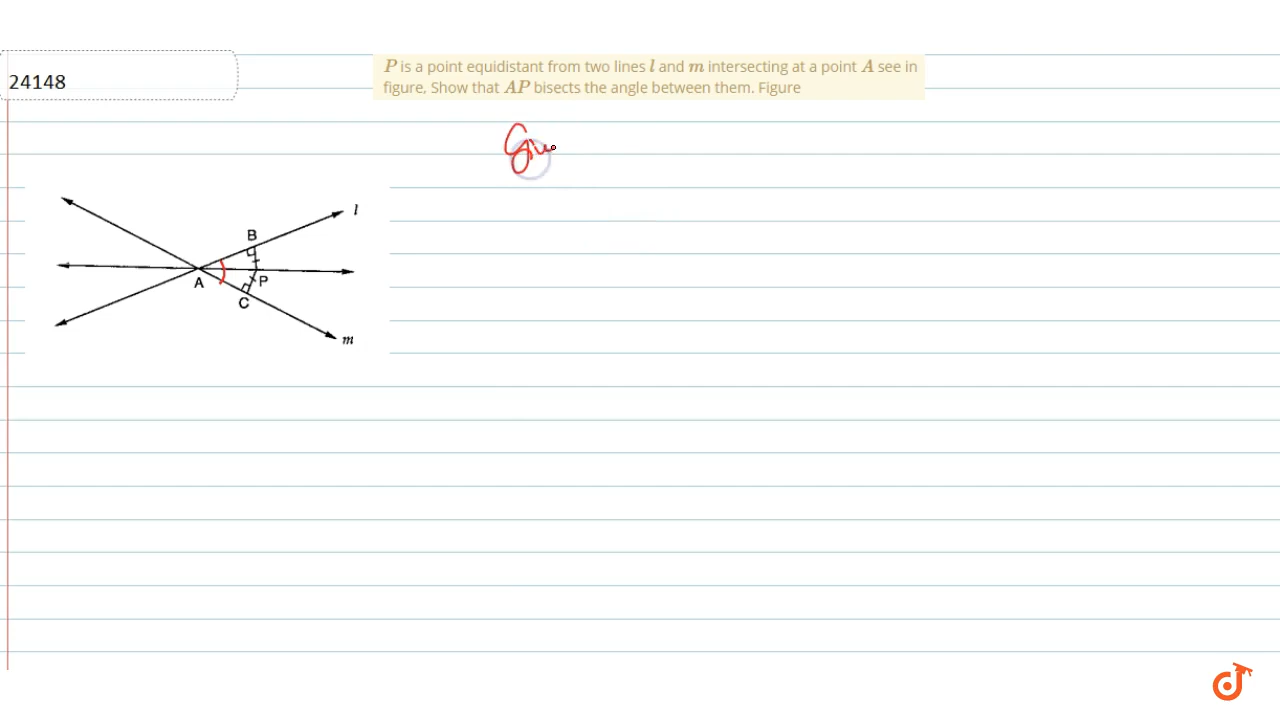 24148
P is a point equidistant from two lines l and m intersecting at a point A see in
figure, Show that AP bisects the angle between them. Figure
Giv
l
B
A
P
C
m